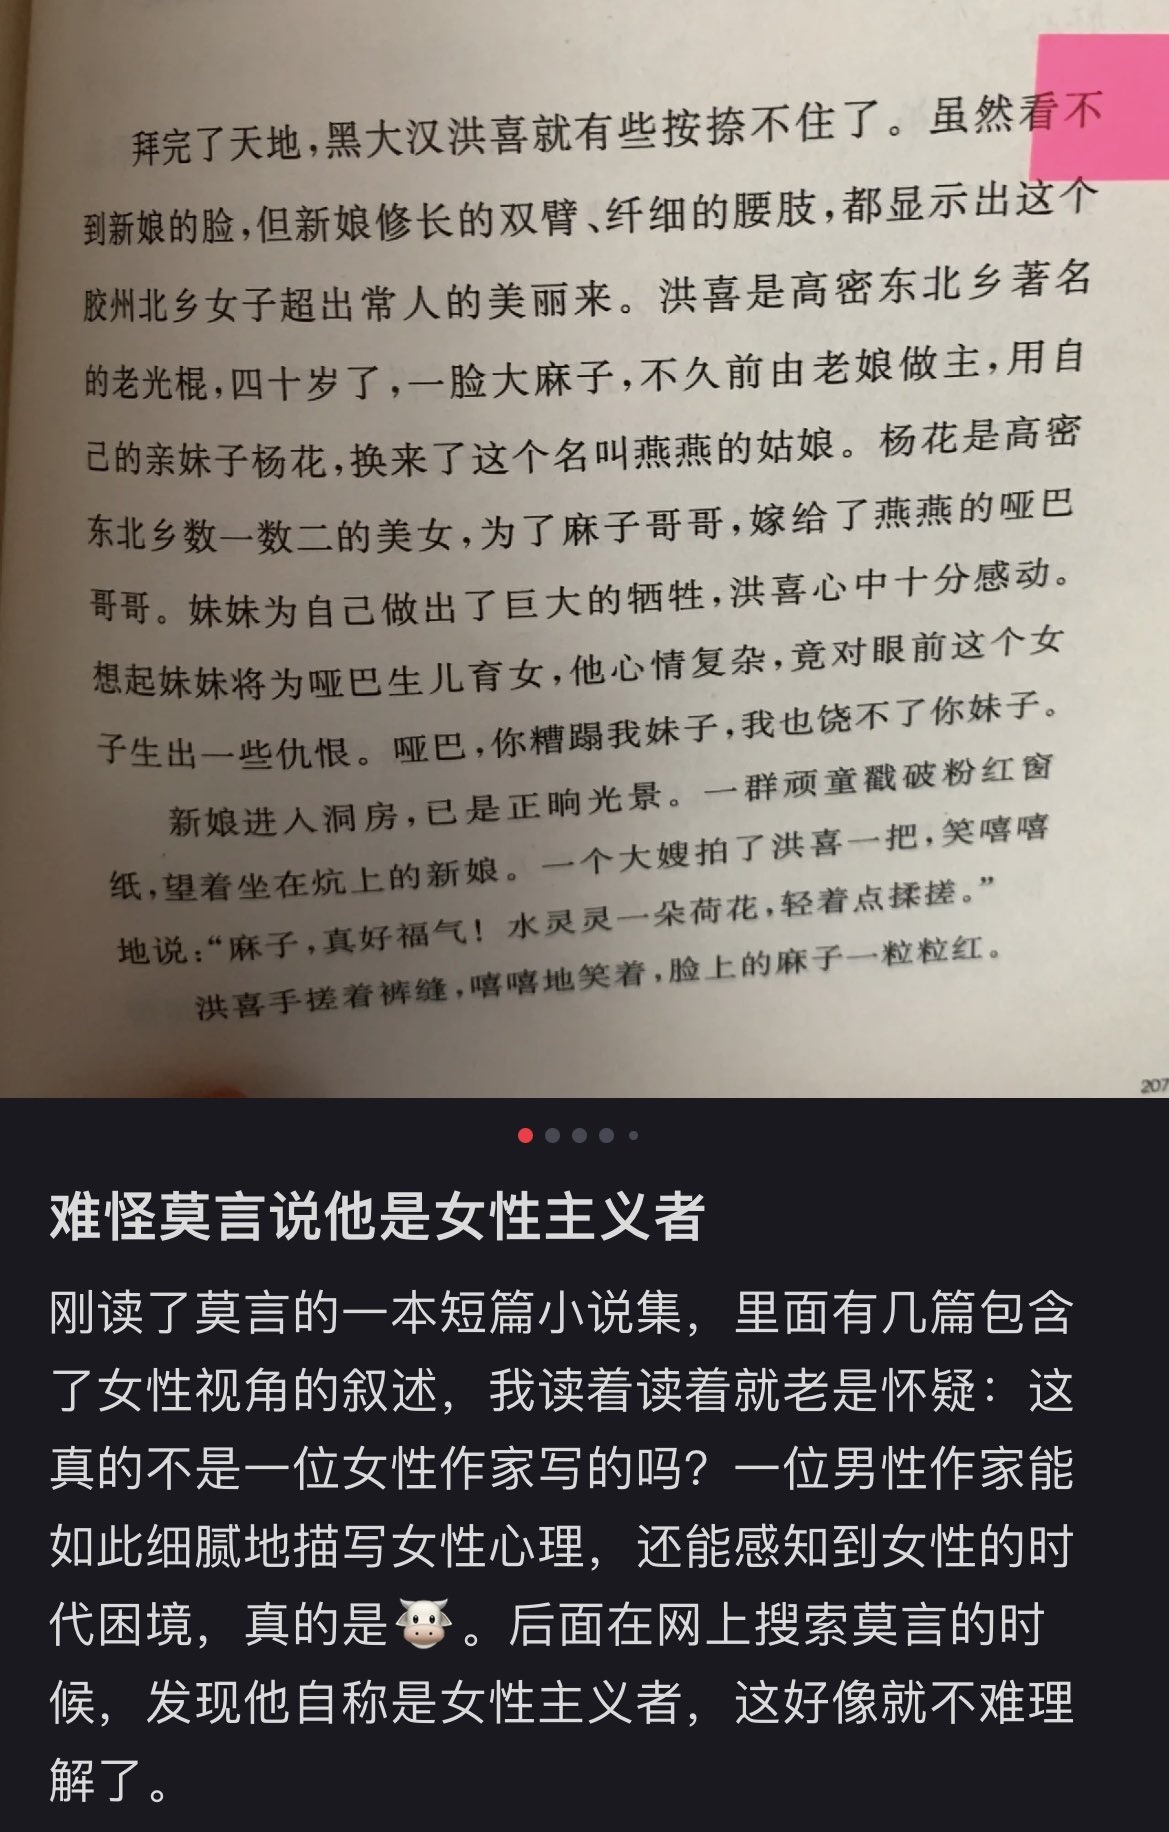 拜完了天地，黑大汉洪喜就有些按捺不住了。虽然看不
到新娘的脸，但新娘修长的双臂、纤细的腰肢，都显示出这个
胶州北乡女子超出常人的美丽来。洪喜是高密东北乡著名
的老光棍，四十岁了，一脸大麻子，不久前由老娘做主，用自
己的亲妹子杨花，换来了这个名叫燕燕的姑娘。杨花是高密
东北乡数一数二的美女，为了麻子哥哥，嫁给了燕燕的哑巴
哥哥。妹妹为自己做出了巨大的牺牲，洪喜心中十分感动。
想起妹妹将为哑巴生儿育女，他心情复杂，竟对眼前这个女
子生出一些仇恨。哑巴，你糟蹋我妹子，我也饶不了你妹子。
新娘进入洞房，已是正晌光景。一群顽童戳破粉红窗
纸，望着坐在炕上的新娘。一个大嫂拍了洪喜一把，笑嘻嘻
地说：“麻子，真好福气！水灵灵一朵荷花，轻着点揉搓。”
洪喜手搓着裤缝，嘻嘻地笑着，脸上的麻子一粒粒红。
207
难怪莫言说他是女性主义者
刚读了莫言的一本短篇小说集，里面有几篇包含
了女性视角的叙述，我读着读着就老是怀疑：这
真的不是一位女性作家写的吗？一位男性作家能
如此细腻地描写女性心理，还能感知到女性的时
代困境，真的是🐮。后面在网上搜索莫言的时
候，发现他自称是女性主义者，这好像就不难理
解了。